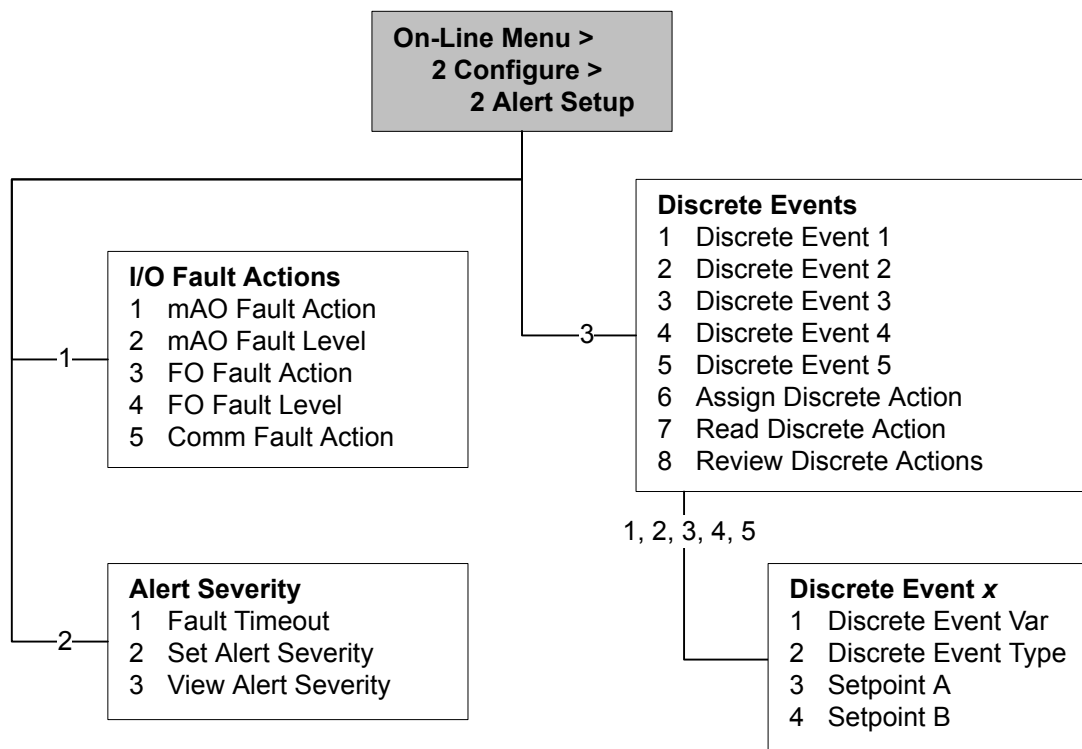 On-Line Menu >
2 Configure >
2 Alert Setup
1
I/O Fault Actions
1 mAO Fault Action
2 mAO Fault Level
3 FO Fault Action
4 FO Fault Level
5 Comm Fault Action
2
Alert Severity
1 Fault Timeout
2 Set Alert Severity
3 View Alert Severity
3
Discrete Events
1 Discrete Event 1
2 Discrete Event 2
3 Discrete Event 3
4 Discrete Event 4
5 Discrete Event 5
6 Assign Discrete Action
7 Read Discrete Action
8 Review Discrete Actions
1, 2, 3, 4, 5
Discrete Event x
1 Discrete Event Var
2 Discrete Event Type
3 Setpoint A
4 Setpoint B